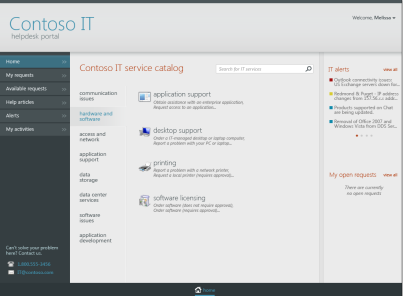 Contoso IT
helpdesk portal
Welcome, Melissa
Home
My requests
Available requests
Help articles
Alerts
My activities
Can't solve your problem
here? Contact us.
1.000.555-3456
IT@contoso.com
Contoso IT service catalog
Search for IT services
communication
issues
hardware and
software
access and
network
application
support
data
storage
data center
services
software
issues
application
development
application support
Obtain assistance with an enterprise application;
Request access to an application...
desktop support
Order a IT-managed desktop or laptop computer;
Report a problem with your PC or laptop...
printing
Report a problem with a network printer;
Request a local printer (requires approval)...
software licensing
Order software (does not require approval);
Order software (requires approval)...
IT alerts
view all
Outlook connectivity issues:
US Exchange servers down for...
Redmond & Puget - IP address
changes from 157.56.x.x addr...
Products supported on Chat
are being updated.
Removal of Office 2007 and
Windows Vista from DDS Ser...
My open requests
view all
There are currently
no open requests
home